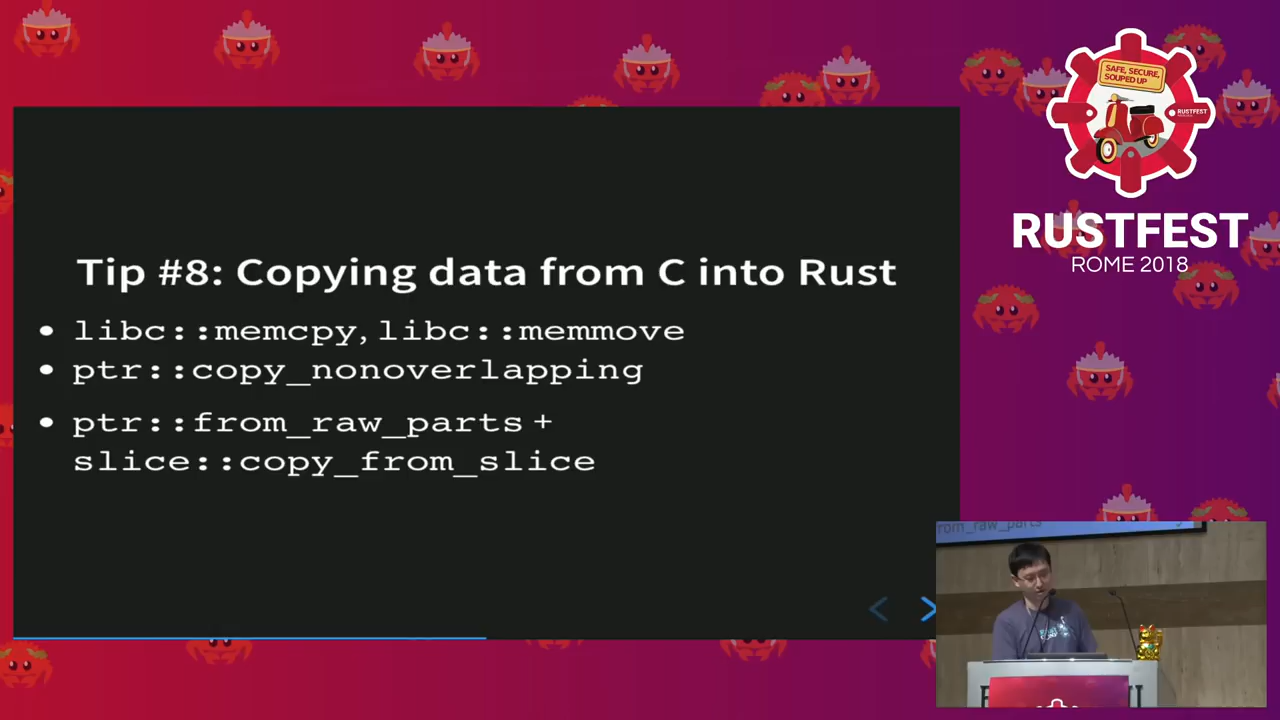 SAFE, SECURE,
SOUPED UP
RUSTFEST
RUSTFEST
ROME 2018
Tip #8: Copying data from C into Rust
• libc::memcpy, libc::memmove
• ptr::copy_nonoverlapping
• ptr::from_raw_parts +
slice::copy_from_slice
from_raw_parts